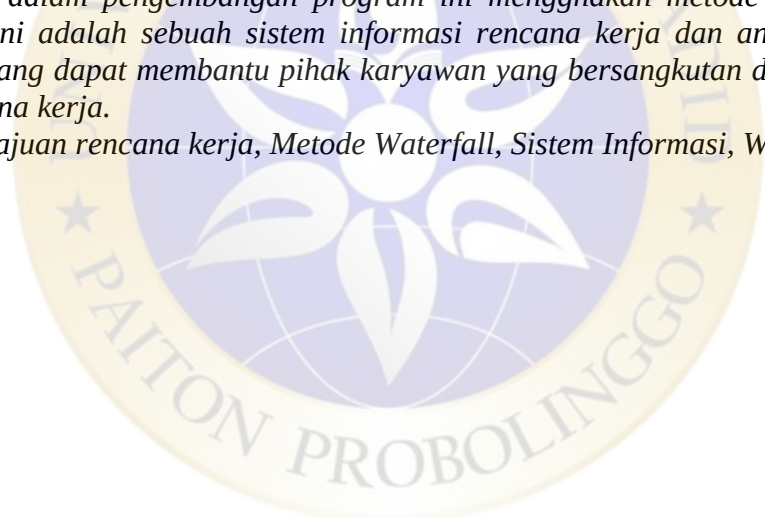 dalam pengembangan program ini menggnakan metode
ni adalah sebuah sistem informasi rencana kerja dan an
ang dapat membantu pihak karyawan yang bersangkutan d
na kerja.
ajuan rencana kerja, Metode Waterfall, Sistem Informasi, W
PAITON PROBOLINGGO